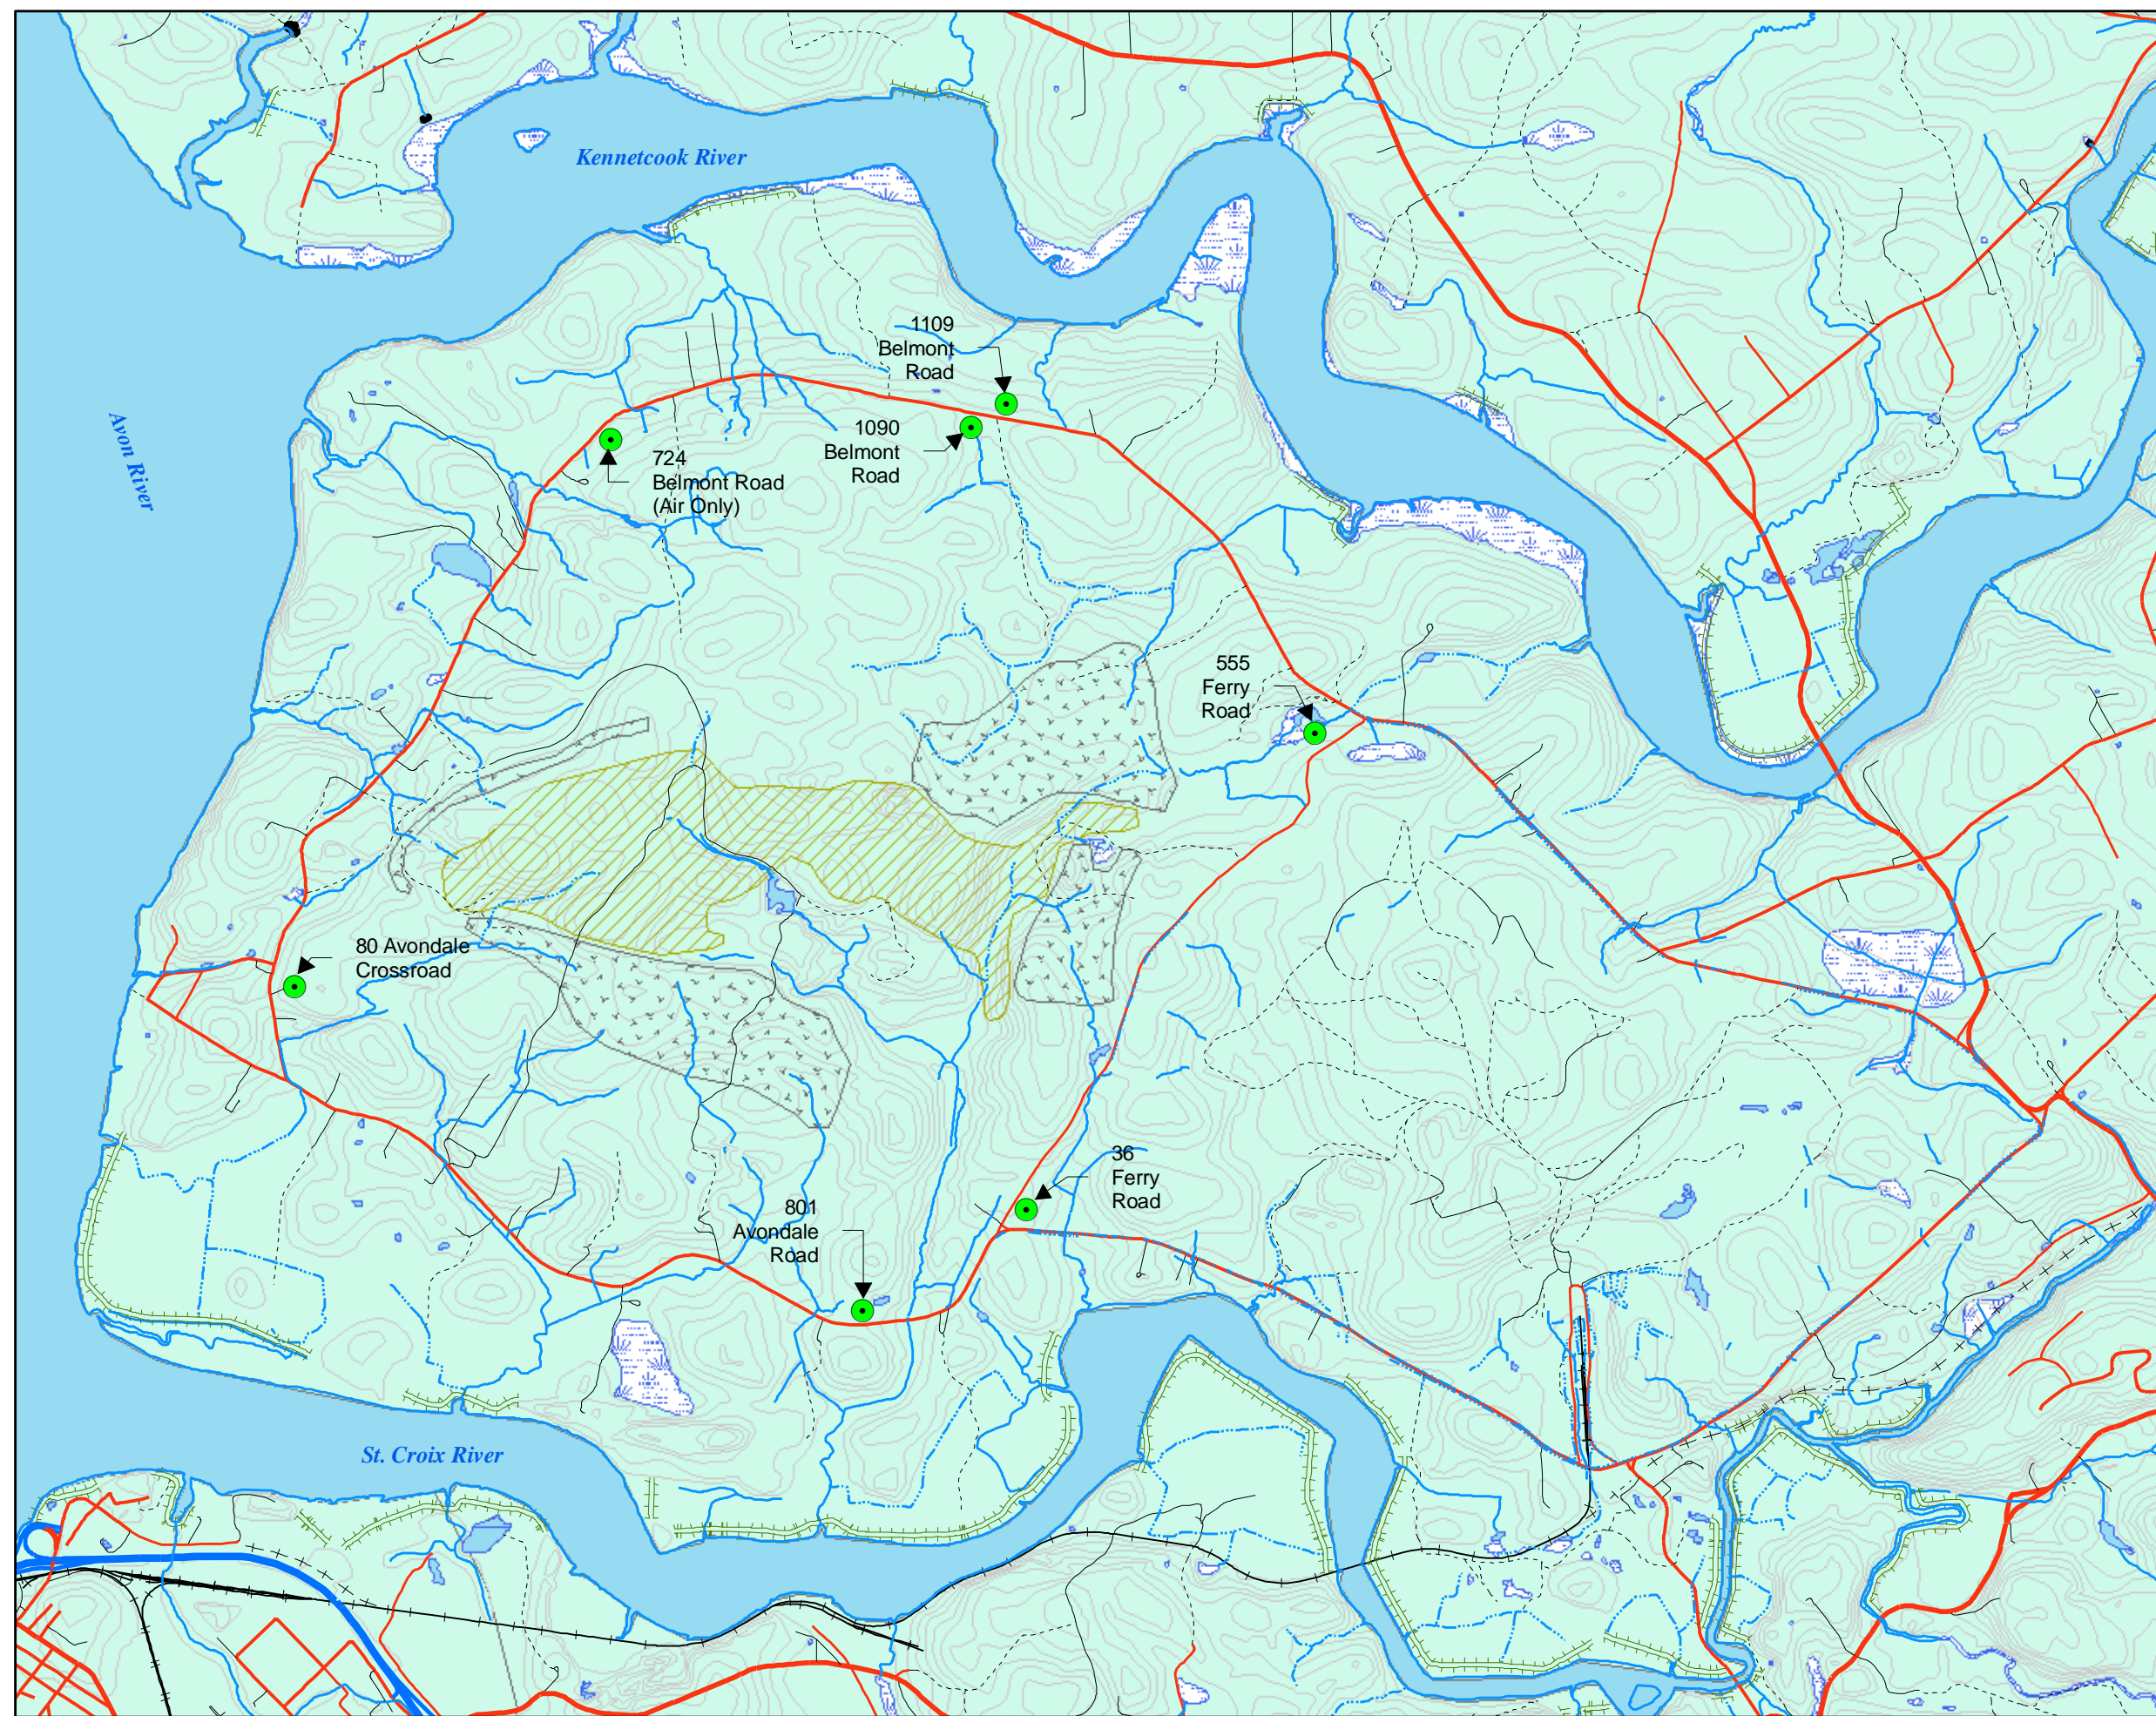 Kennetcook River
Avon River
1109
Belmont
Road
1090
Belmont
Road
724
Belmont Road
(Air Only)
555
Ferry
Road
80 Avondale
Crossroad
36
Ferry
Road
801
Avondale
Road
St. Croix River